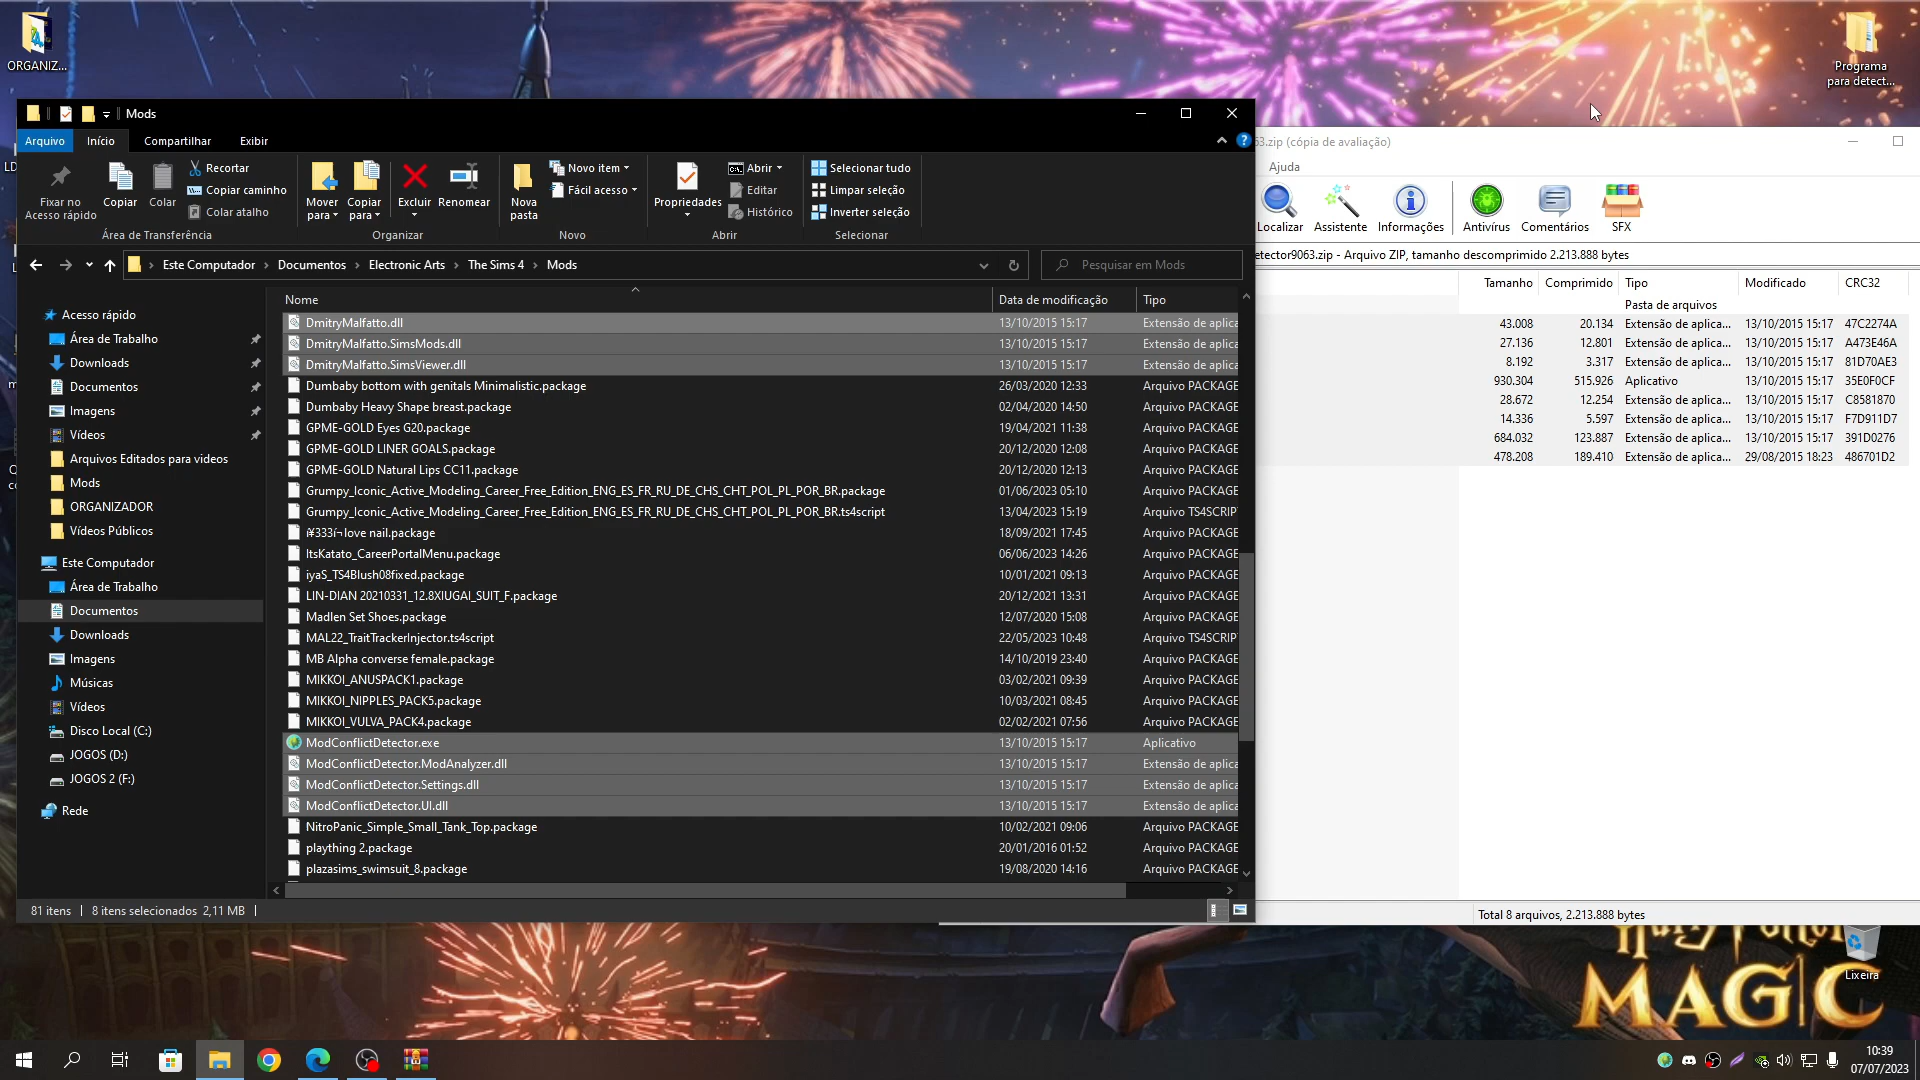 ORGANIZ...
Programa
para detect...
Mods
Arquivo
Início
Compartilhar
Exibir
Fixar no
Acesso rápido
Copiar
Colar
Recortar
Copiar caminho
Colar atalho
Área de Transferência
Mover
para
Copiar
para
Excluir
Renomear
Organizar
Nova
pasta
Novo item
Fácil acesso
Novo
Propriedades
Abrir
Editar
Histórico
Abrir
Selecionar tudo
Limpar seleção
Inverter seleção
Selecionar
Este Computador
Documentos
Electronic Arts
The Sims 4
Mods
Pesquisar em Mods
Acesso rápido
Área de Trabalho
Downloads
Documentos
Imagens
Vídeos
Arquivos Editados para videos
Mods
ORGANIZADOR
Vídeos Públicos
Este Computador
Área de Trabalho
Documentos
Downloads
Imagens
Músicas
Vídeos
Disco Local (C:)
JOGOS (D:)
JOGOS 2 (F:)
Rede
Nome Data de modificação Tipo
DmitryMalfatto.dll 13/10/2015 15:17 Extensão de aplica
DmitryMalfatto.SimsMods.dll 13/10/2015 15:17 Extensão de aplica
DmitryMalfatto.SimsViewer.dll 13/10/2015 15:17 Extensão de aplica
Dumbaby bottom with genitals Minimalistic.package 26/03/2020 12:33 Arquivo PACKAGE
Dumbaby Heavy Shape breast.package 02/04/2020 14:50 Arquivo PACKAGE
GPME-GOLD Eyes G20.package 19/04/2021 11:38 Arquivo PACKAGE
GPME-GOLD LINER GOALS.package 20/12/2020 12:08 Arquivo PACKAGE
GPME-GOLD Natural Lips CC11.package 20/12/2020 12:13 Arquivo PACKAGE
Grumpy_Iconic_Active_Modeling_Career_Free_Edition_ENG_ES_FR_RU_DE_CHS_CHT_POL_PL_POR_BR.package 01/06/2023 05:10 Arquivo PACKAGE
Grumpy_Iconic_Active_Modeling_Career_Free_Edition_ENG_ES_FR_RU_DE_CHS_CHT_POL_PL_POR_BR.ts4script 13/04/2023 15:19 Arquivo TS4SCRIP
love nail.package 18/09/2021 17:45 Arquivo PACKAGE
ItsKatato_CareerPortalMenu.package 06/06/2023 14:26 Arquivo PACKAGE
iyaS_TS4Blush08fixed.package 10/01/2021 09:13 Arquivo PACKAGE
LIN-DIAN 20210331_12.8XIUGAI_SUIT_F.package 20/12/2021 13:31 Arquivo PACKAGE
Madlen Set Shoes.package 12/07/2020 15:08 Arquivo PACKAGE
MAL22_TraitTrackerInjector.ts4script 22/05/2023 10:48 Arquivo TS4SCRIP
MB Alpha converse female.package 14/10/2019 23:40 Arquivo PACKAGE
MIKKOI_ANUSPACK1.package 03/02/2021 09:39 Arquivo PACKAGE
MIKKOI_NIPPLES_PACK5.package 10/03/2021 08:45 Arquivo PACKAGE
MIKKOI_VULVA_PACK4.package 02/02/2021 07:56 Arquivo PACKAGE
ModConflictDetector.exe 13/10/2015 15:17 Aplicativo
ModConflictDetector.ModAnalyzer.dll 13/10/2015 15:17 Extensão de aplica
ModConflictDetector.Settings.dll 13/10/2015 15:17 Extensão de aplica
ModConflictDetector.UI.dll 13/10/2015 15:17 Extensão de aplica
NitroPanic_Simple_Small_Tank_Top.package 10/02/2021 09:06 Arquivo PACKAGE
plaything 2.package 20/01/2016 01:52 Arquivo PACKAGE
plazasims_swimsuit_8.package 19/08/2020 14:16 Arquivo PACKAGE
81 itens 8 itens selecionados 2,11 MB
63.zip (cópia de avaliação)
Ajuda
Localizar
Assistente
Informações
Antivírus
Comentários
SFX
etector9063.zip - Arquivo ZIP, tamanho descomprimido 2.213.888 bytes
Tamanho Comprimido Tipo Modificado CRC32
Pasta de arquivos
43.008 20.134 Extensão de aplica... 13/10/2015 15:17 47C2274A
27.136 12.801 Extensão de aplica... 13/10/2015 15:17 A473E46A
8.192 3.317 Extensão de aplica... 13/10/2015 15:17 81D70AE3
930.304 515.926 Aplicativo 13/10/2015 15:17 35E0F0CF
28.672 12.254 Extensão de aplica... 13/10/2015 15:17 C8581870
14.336 5.597 Extensão de aplica... 13/10/2015 15:17 F7D911D7
684.032 123.887 Extensão de aplica... 13/10/2015 15:17 391D0276
478.208 189.410 Extensão de aplica... 29/08/2015 18:23 486701D2
Total 8 arquivos, 2.213.888 bytes
Lixeira
MAGIC
10:39
07/07/2023